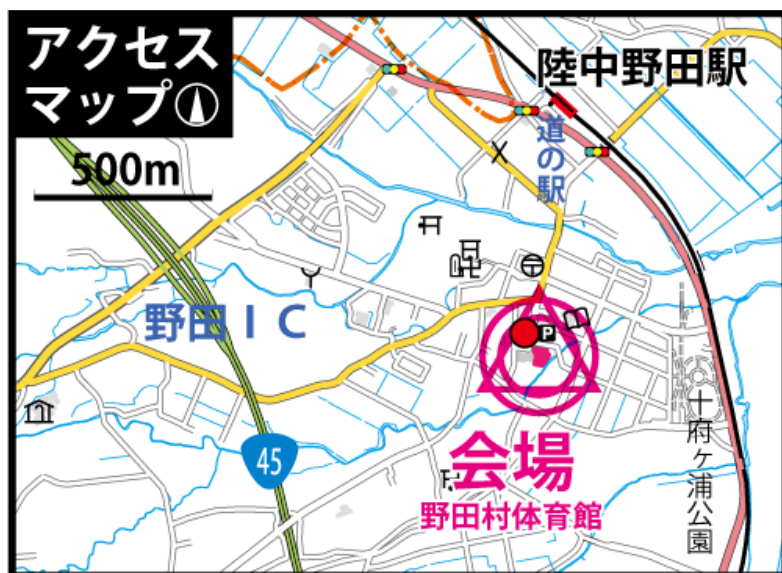 アクセス
マップ
500m
陸中野田駅
道の駅
野田IC
P
45
会場
野田村体育館
十府ヶ浦公園